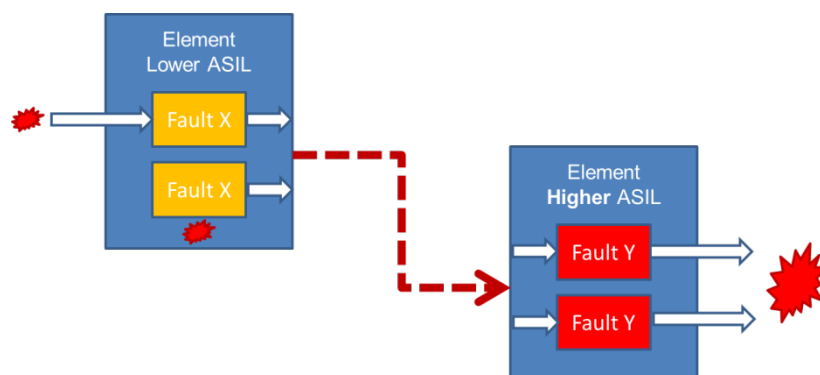 Element
Lower ASIL
Fault X
Fault X
Element
Higher ASIL
Fault Y
Fault Y